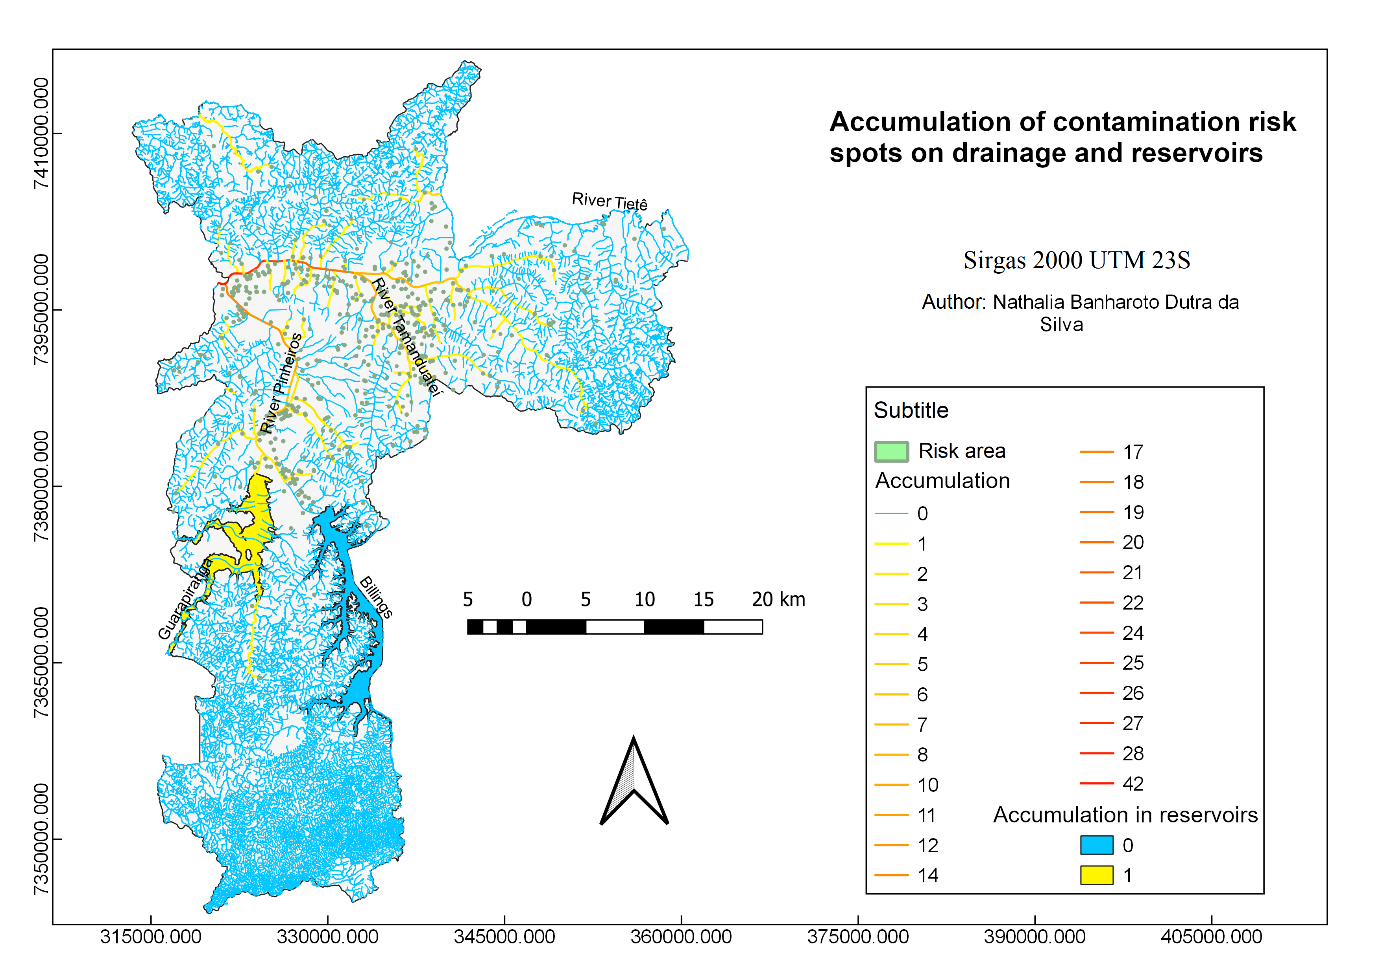 Accumulation of contamination risk
spots on drainage and reservoirs
Sirgas 2000 UTM 23S
Author: Nathalia Banharoto Dutra da
Silva
River Tietê
River Tamanduateí
River Pinheiros
Guarapiranga
Billings
5 0 5 10 15 20 km
Subtitle
Risk area
Accumulation
0
1
2
3
4
5
6
7
8
10
11
12
14
17
18
19
20
21
22
24
25
26
27
28
42
Accumulation in reservoirs
0
1
7410000.000
7395000.000
7380000.000
7365000.000
7350000.000
315000.000 330000.000 345000.000 360000.000 375000.000 390000.000 405000.000